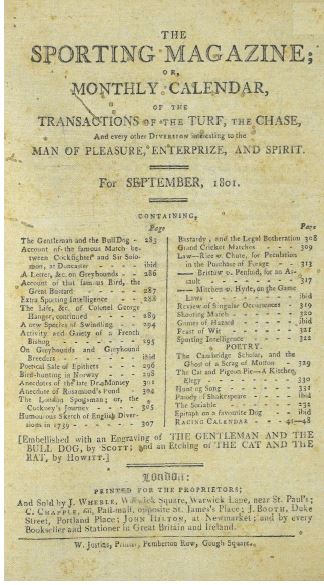 THE
SPORTING MAGAZINE;
OR,
MONTHLY CALENDAR,
OF THE
TRANSACTIONS OF THE TURF, THE CHASE,
And every other DIVERSION interesting to the
MAN OF PLEASURE, ENTERPRIZE, AND SPIRIT.
For SEPTEMBER, 1801.
CONTAINING,
Page
The Gentleman and the Bull Dog - 283
Account of the famous Match be-
tween Cockfighter and Sir Solo-
mon, at Doncaster - ibid
A Letter, &c. on Greyhounds - - 286
Account of that famous Bird, the
Great Bustard - - - 287
Extra Sporting Intelligence - - 288
The Life, &c. of Colonel George
Hanger, continued - - - 289
A new Species of Swindling - - 294
Activity and Gaiety of a French
Bishop - - - 295
On Greyhounds and Greyhound
Breeders - - - ibid
Poetical Sale of Epithets - - 296
Bird-hunting in Norway - - - 298
Anecdotes of the late Dr. Money 301
Anecdote of Rosamond's Pond - 304
The London Sportsman; or, the
Cockney's Journey - - - 305
Humourous Sketch of English Diver-
sions in 1739 - - - 307
Page
Bastardy, and the Legal Botheration 308
Grand Cricket Matches - - - 309
Law—Rice v. Chute, for Peculation
in the Purchase of Forage - 313
— Bristow v. Penfold, for an As-
sault - - - 317
— Mitchen v. Hyde, on the Game
Laws - - - ibid
Review of Singular Occurrences - 319
Shooting Match - - - 320
Games of Hazard - - - ibid
Feast of Wit - - - 321
Sporting Intelligence - - - 322
POETRY.
The Cambridge Scholar, and the
Ghost of a Scrag of Mutton - 329
The Cat and Pigeon Pie—A Kitchen
Elegy - - - 330
Hunting Song - - - 331
Parody of Shakespeare - - - ibid
The Sociable - - - 332
Epitaph on a favourite Dog - ibid
RACING CALENDAR - - 41—48
[Embellished with an Engraving of THE GENTLEMAN AND THE
BULL DOG, by SCOTT; and an Etching of THE CAT AND THE
RAT, by HOWITT.]
London:
PRINTED FOR THE PROPRIETORS;
And Sold by J. WHEBLE, Warwick Square, Warwick Lane, near St. Paul's;
C. CHAPPLE, 66, Pall-mall, opposite St. James's Place; J. BOOTH, Duke
Street, Portland Place; JOHN HILTON, at Newmarket; and by every
Bookseller and Stationer in Great Britain and Ireland.
W. Justins, Printer, Pemberton Row, Gough Square.